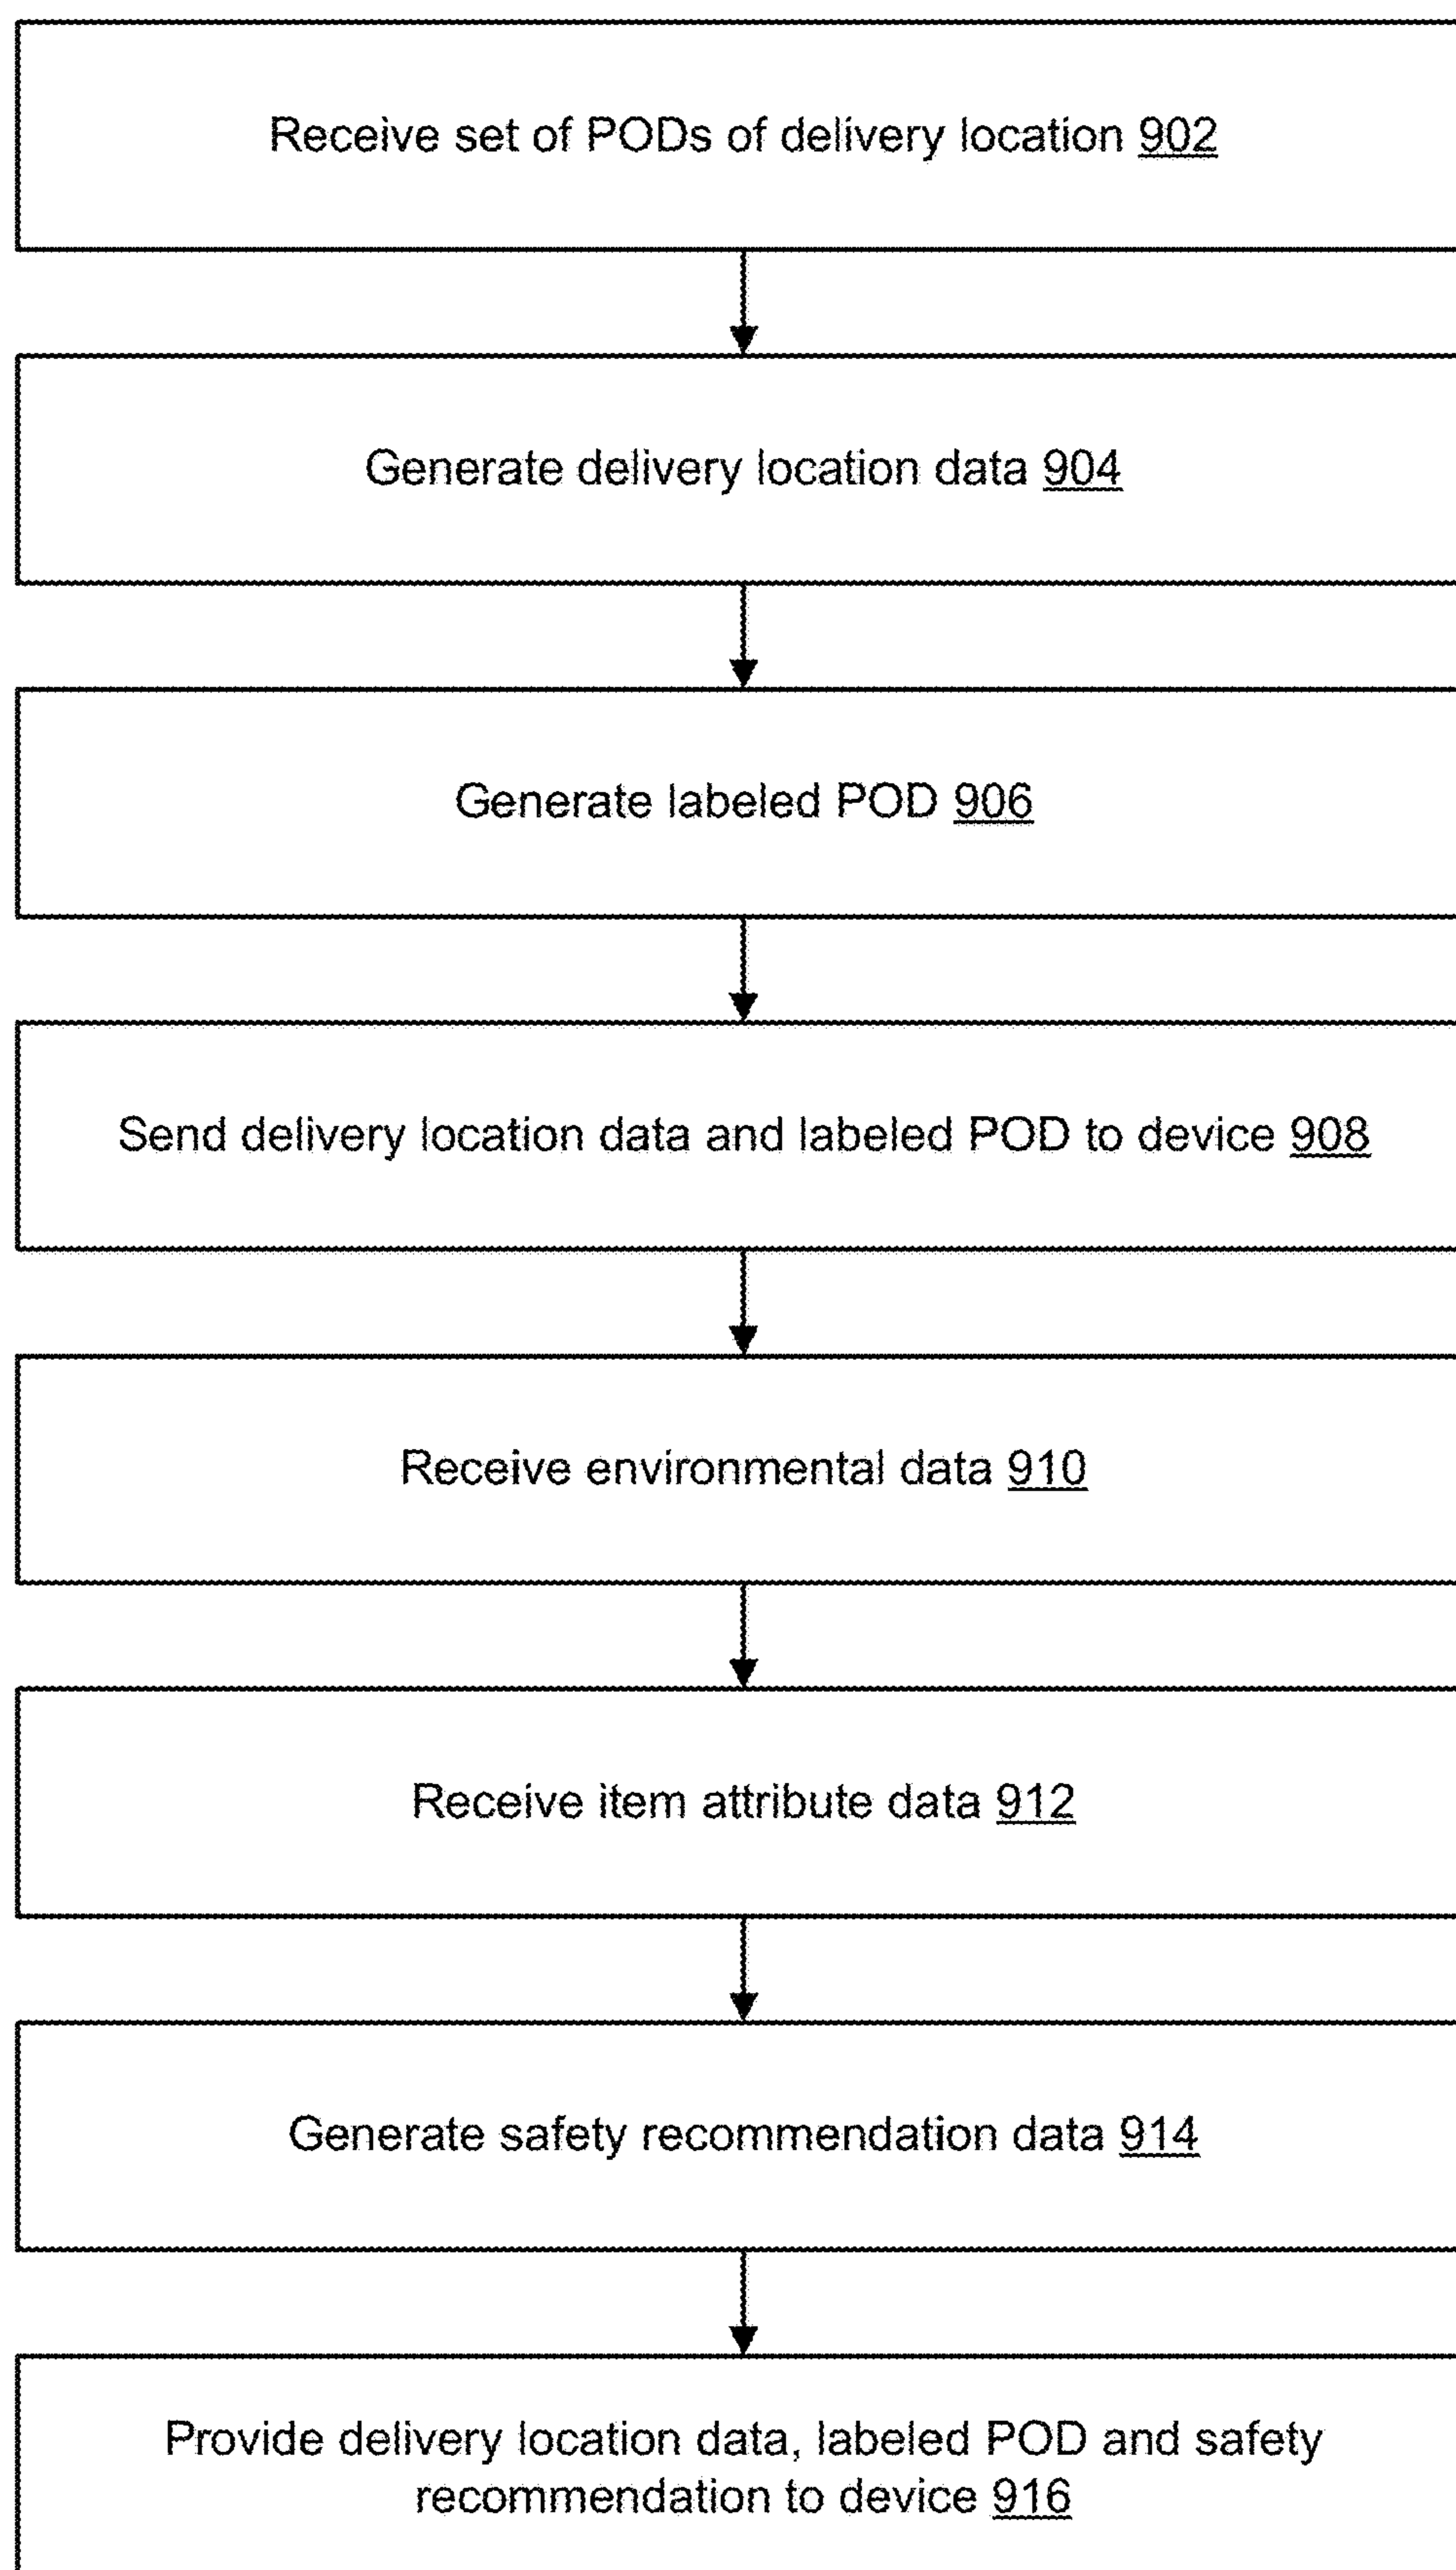 Receive set of PODs of delivery location 902
Generate delivery location data 904
Generate labeled POD 906
Send delivery location data and labeled POD to device 908
Receive environmental data 910
Receive item attribute data 912
Generate safety recommendation data 914
Provide delivery location data, labeled POD and safety
recommendation to device 916